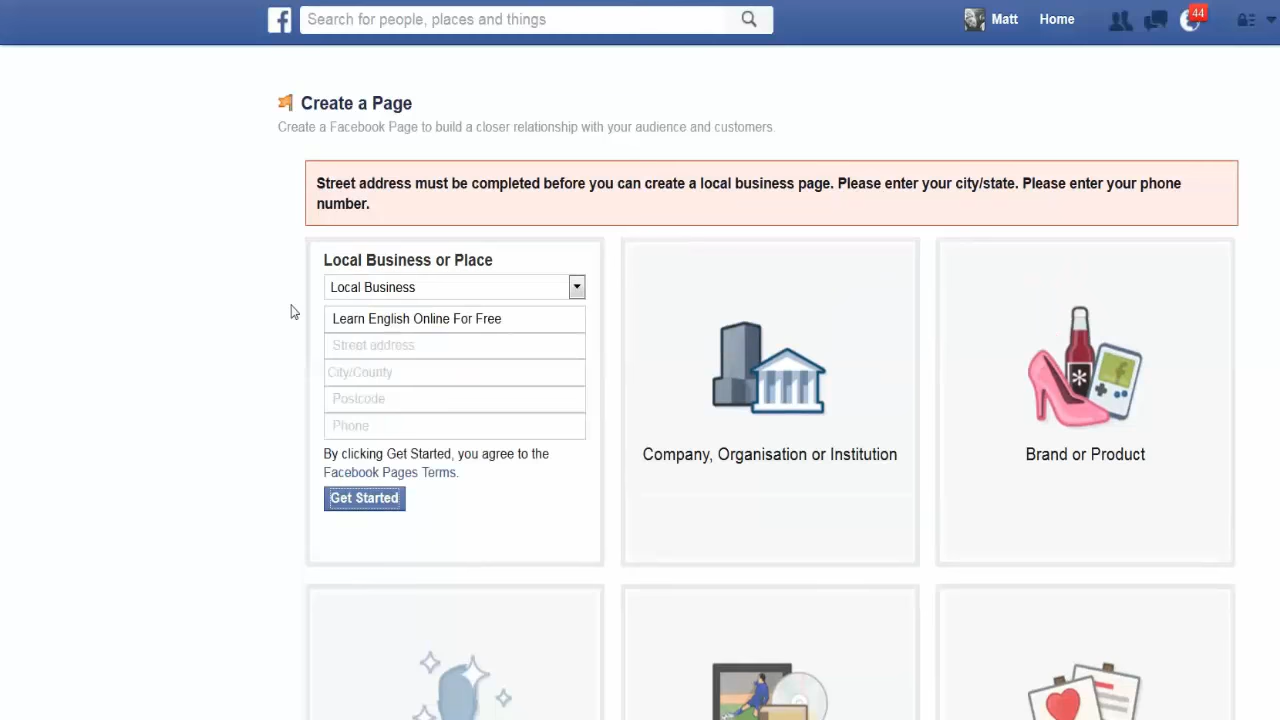 Search for people, places and things
Matt
Home
44
Create a Page
Create a Facebook Page to build a closer relationship with your audience and customers.
Street address must be completed before you can create a local business page. Please enter your city/state. Please enter your phone
number.
Local Business or Place
Local Business
Learn English Online For Free
Street address
City/County
Postcode
Phone
By clicking Get Started, you agree to the
Facebook Pages Terms.
Get Started
Company, Organisation or Institution
Brand or Product